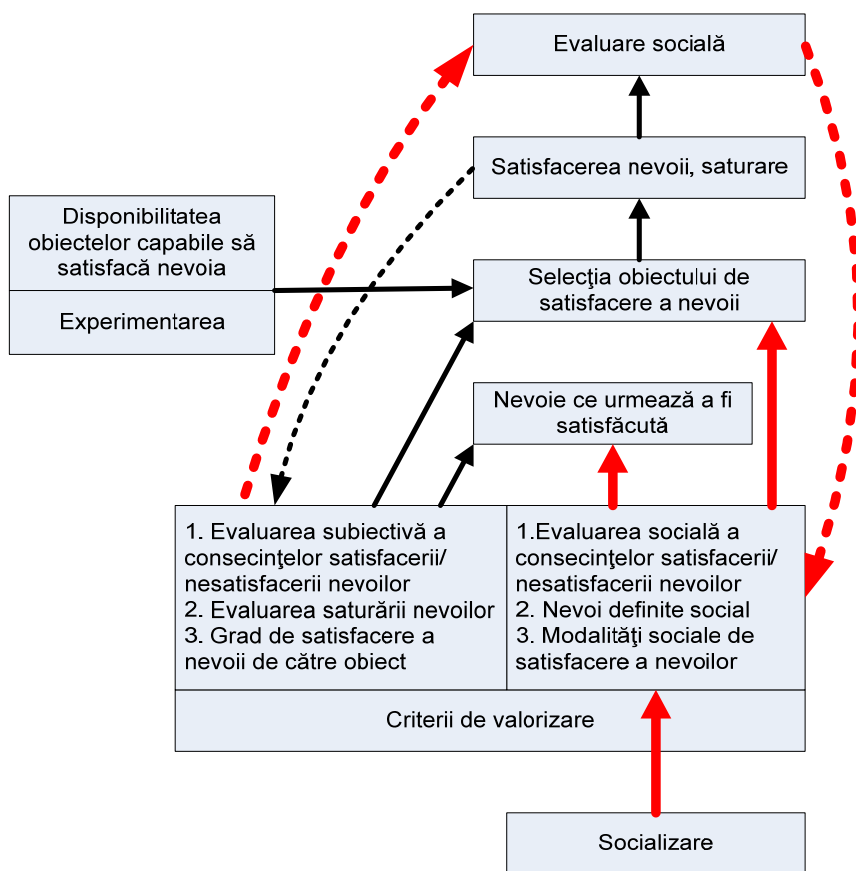 Evaluare socială
Satisfacerea nevoii, saturare
Disponibilitatea
obiectelor capabile să
satisfacă nevoia
Experimentarea
Selecţia obiectului de
satisfacere a nevoii
Nevoie ce urmează a fi
satisfăcută
1. Evaluarea subiectivă a
consecinţelor satisfacerii/
nesatisfacerii nevoilor
2. Evaluarea saturării nevoilor
3. Grad de satisfacere a
nevoii de către obiect
1.Evaluarea socială a
consecinţelor satisfacerii/
nesatisfacerii nevoilor
2. Nevoi definite social
3. Modalităţi sociale de
satisfacere a nevoilor
Criterii de valorizare
Socializare